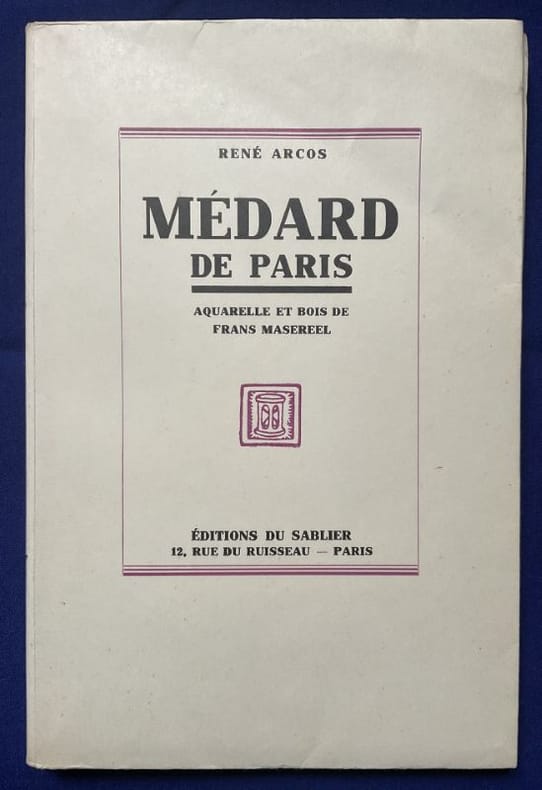 RENÉ ARCOS
MÉDARD
DE PARIS
AQUARELLE ET BOIS DE
FRANS MASEREEL
ÉDITIONS DU SABLIER
12, RUE DU RUISSEAU — PARIS